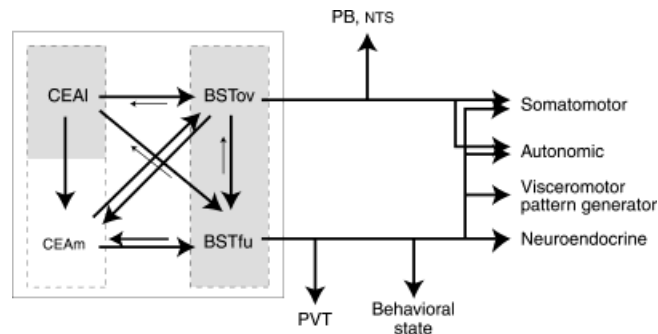 PB, NTS
CEAl
BSTov
Somatomotor
Autonomic
Visceromotor
pattern generator
CEAm
BSTfu
Neuroendocrine
PVT
Behavioral
state